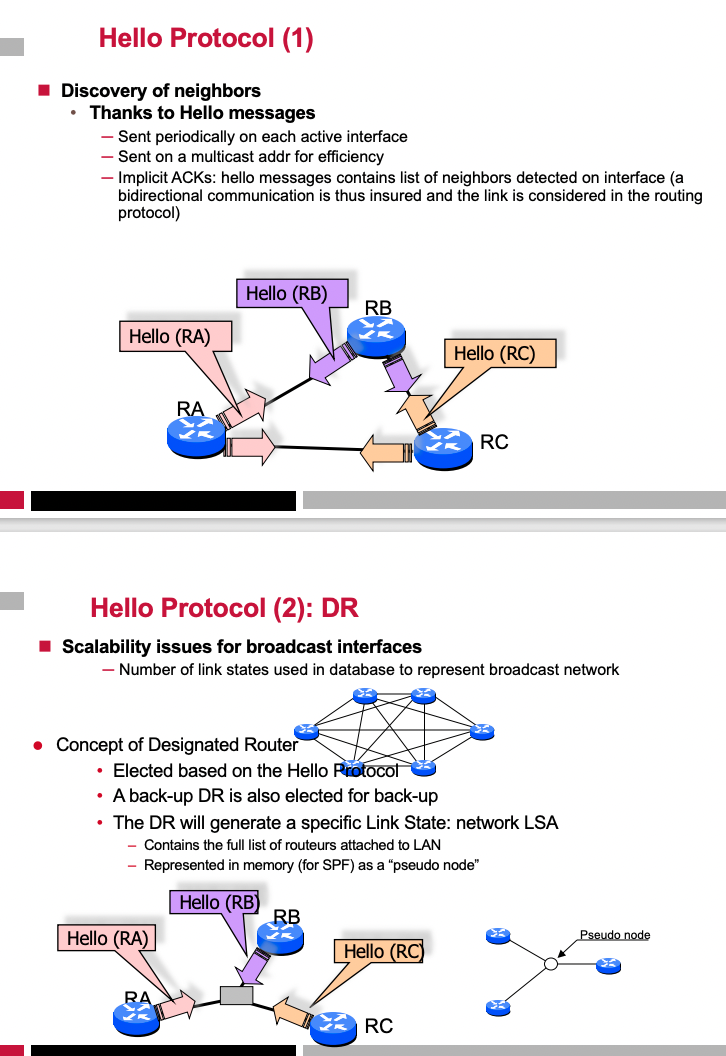 Hello Protocol (1)
Discovery of neighbors
• Thanks to Hello messages
— Sent periodically on each active interface
— Sent on a multicast addr for efficiency
— Implicit ACKs: hello messages contains list of neighbors detected on interface (a
bidirectional communication is thus insured and the link is considered in the routing
protocol)
Hello (RB)
RB
Hello (RA)
Hello (RC)
RA
RC
Hello Protocol (2): DR
Scalability issues for broadcast interfaces
— Number of link states used in database to represent broadcast network
• Concept of Designated Router
• Elected based on the Hello Protocol
• A back-up DR is also elected for back-up
• The DR will generate a specific Link State: network LSA
– Contains the full list of routeurs attached to LAN
– Represented in memory (for SPF) as a “pseudo node”
Hello (RB)
RB
Hello (RA)
Hello (RC)
Pseudo node
RA
RC